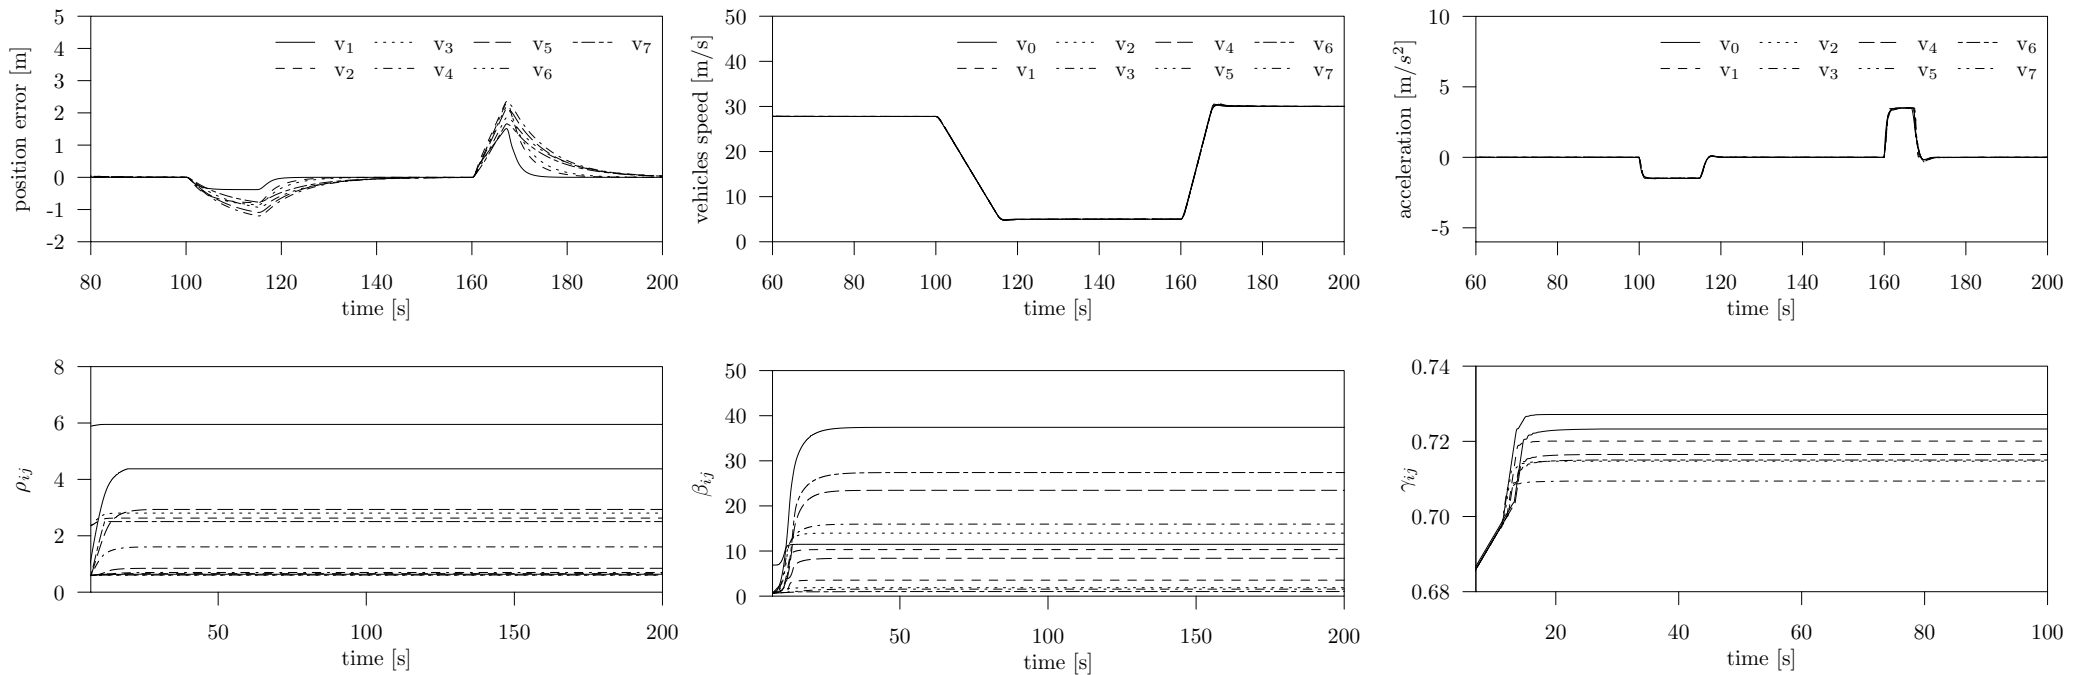 5
4
3
2
1
0
-1
-2
position error [m]
v1 v3 v5 v7
v2 v4 v6
80 100 120 140 160 180 200
time [s]
50
40
30
20
10
0
vehicles speed [m/s]
v0 v2 v4 v6
v1 v3 v5 v7
60 80 100 120 140 160 180 200
time [s]
10
5
0
-5
acceleration [m/s²]
v0 v2 v4 v6
v1 v3 v5 v7
60 80 100 120 140 160 180 200
time [s]
8
6
4
2
0
ρij
50 100 150 200
time [s]
50
40
30
20
10
0
βij
50 100 150 200
time [s]
0.74
0.72
0.70
0.68
γij
20 40 60 80 100
time [s]